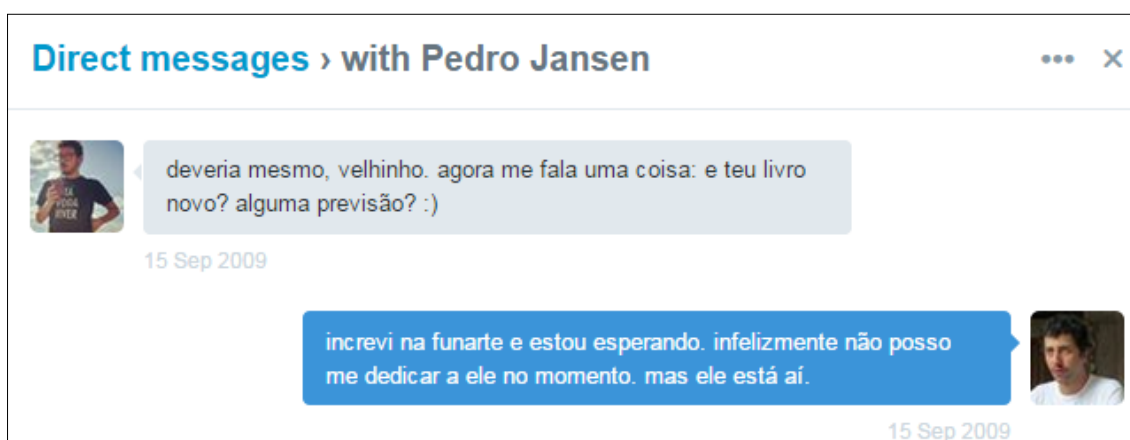 Direct messages › with Pedro Jansen
deveria mesmo, velhinho. agora me fala uma coisa: e teu livro
novo? alguma previsão? :)
15 Sep 2009
increvi na funarte e estou esperando. infelizmente não posso
me dedicar a ele no momento. mas ele está aí.
15 Sep 2009